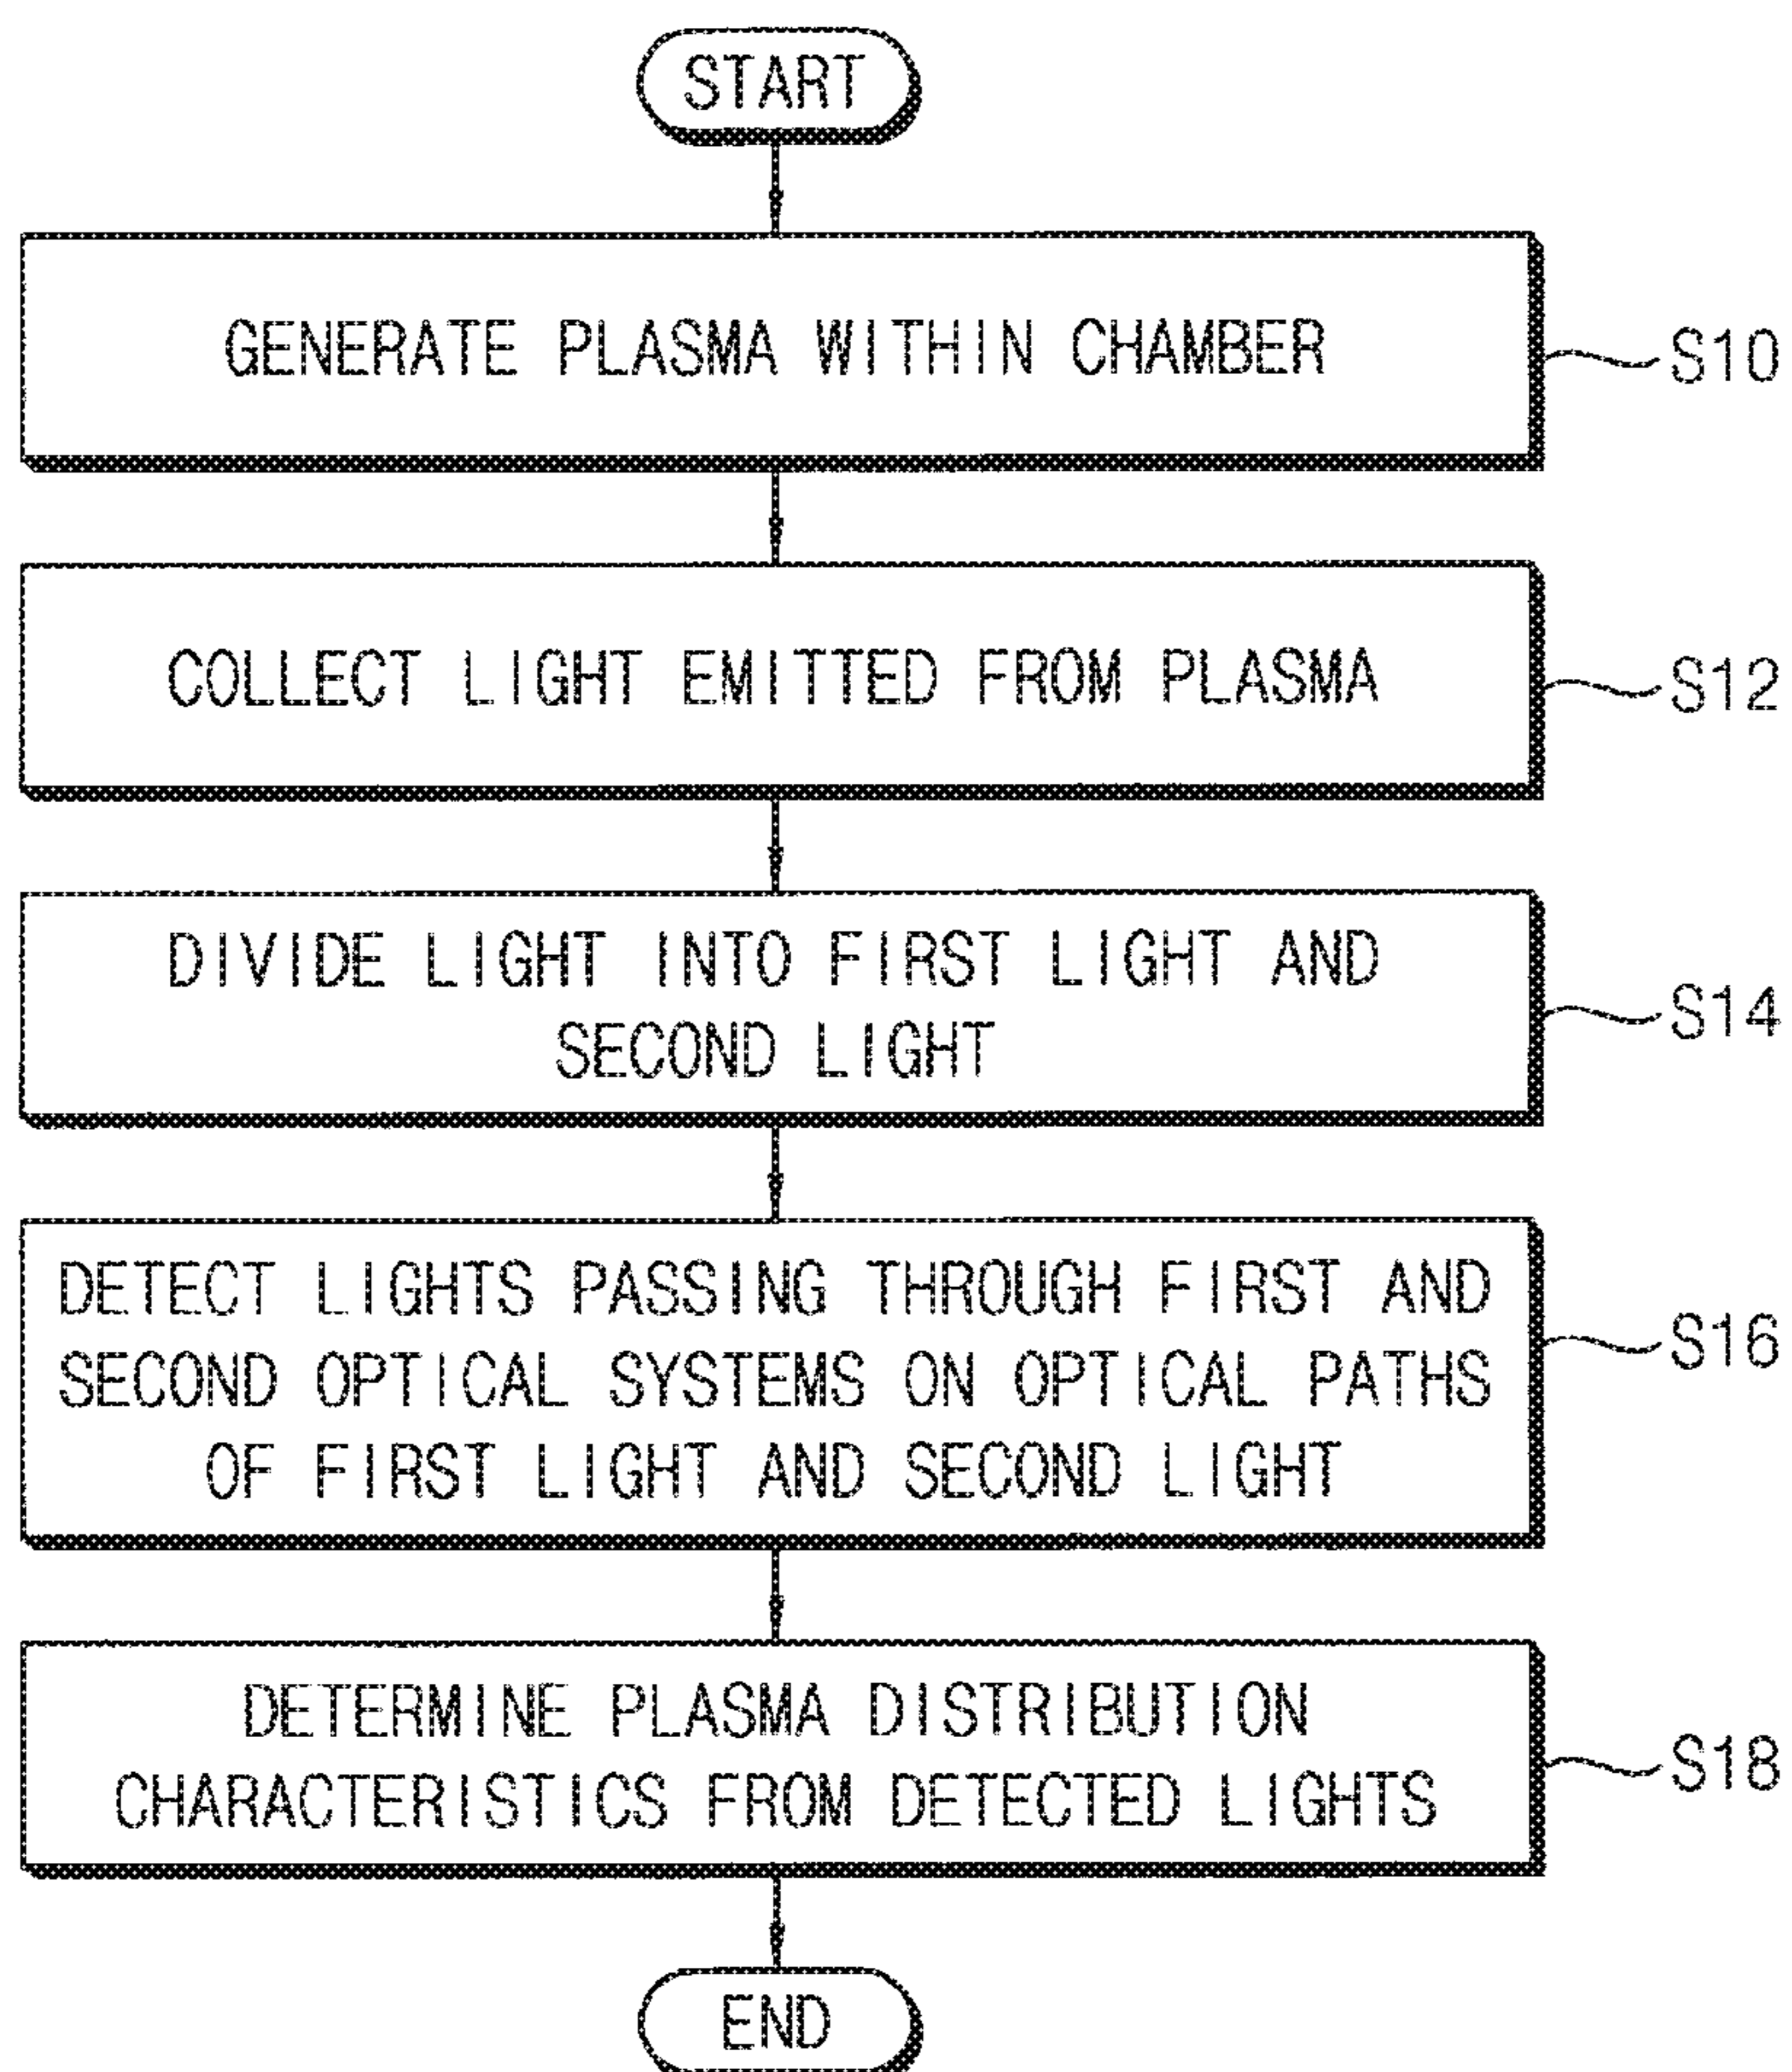 START
GENERATE PLASMA WITHIN CHAMBER
S10
COLLECT LIGHT EMITTED FROM PLASMA
S12
DIVIDE LIGHT INTO FIRST LIGHT AND
SECOND LIGHT
S14
DETECT LIGHTS PASSING THROUGH FIRST AND
SECOND OPTICAL SYSTEMS ON OPTICAL PATHS
OF FIRST LIGHT AND SECOND LIGHT
S16
DETERMINE PLASMA DISTRIBUTION
CHARACTERISTICS FROM DETECTED LIGHTS
S18
END